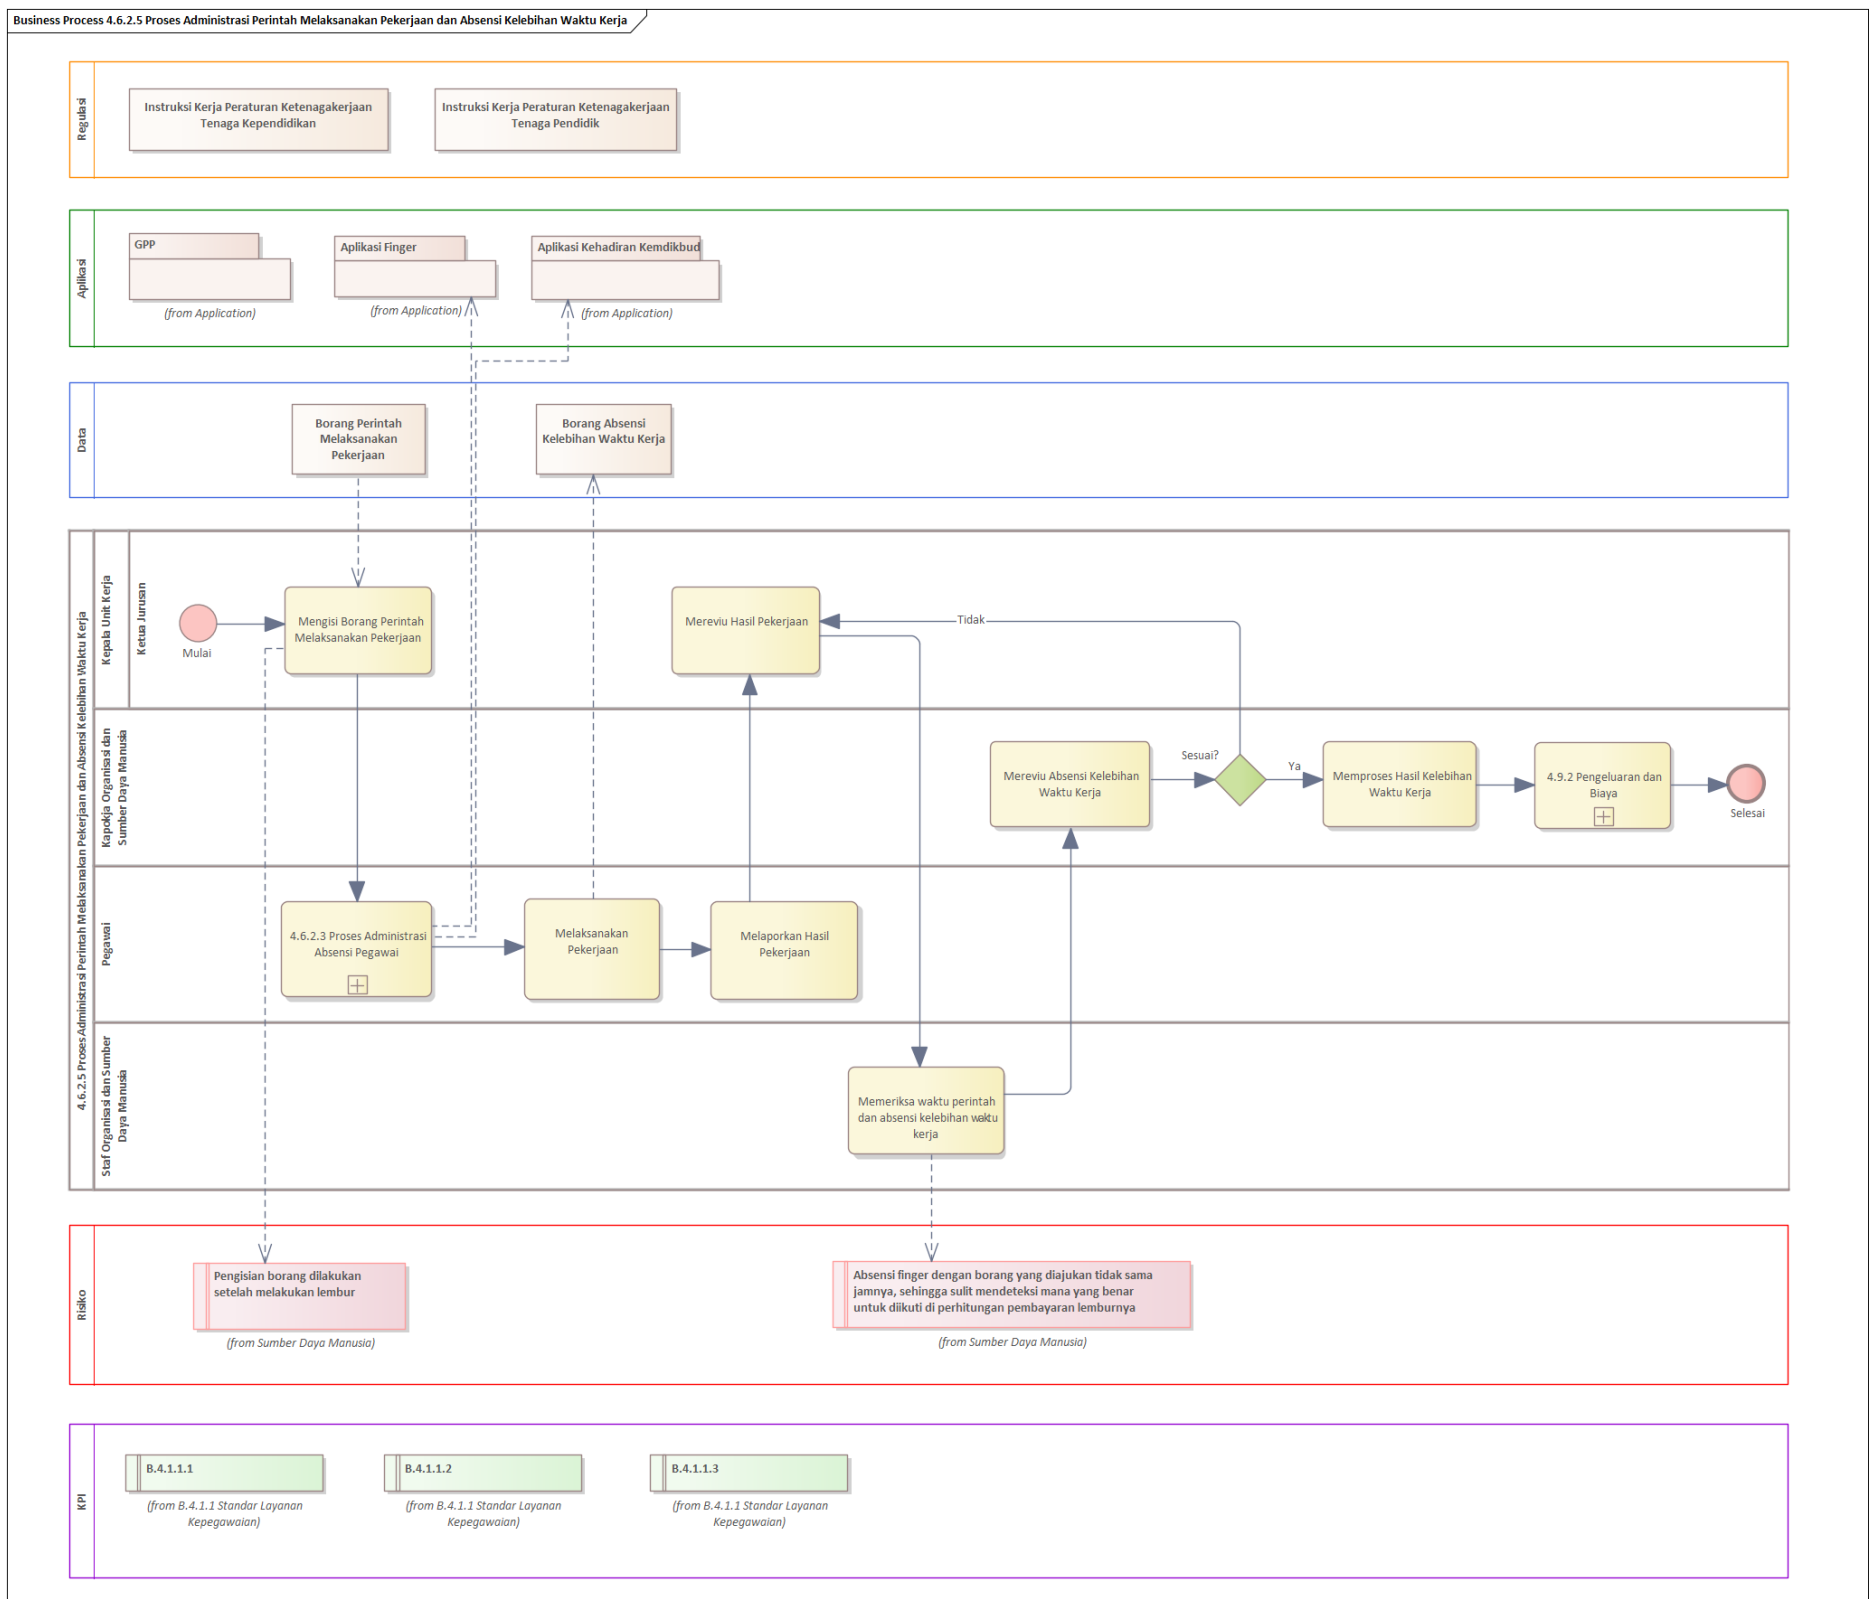 Business Process 4.6.2.5 Proses Administrasi Perintah Melaksanakan Pekerjaan dan Absensi Kelebihan Waktu Kerja
Regulasi
Instruksi Kerja Peraturan Ketenagakerjaan
Tenaga Kependidikan
Instruksi Kerja Peraturan Ketenagakerjaan
Tenaga Pendidik
Aplikasi
GPP
(from Application)
Aplikasi Finger
(from Application)
Aplikasi Kehadiran Kemdikbud
(from Application)
Data
Borang Perintah
Melaksanakan
Pekerjaan
Borang Absensi
Kelebihan Waktu Kerja
4.6.2.5 Proses Administrasi Perintah Melaksanakan Pekerjaan dan Absensi Kelebihan Waktu Kerja
Kepala Unit Kerja
Ketua Jurusan
Mulai
Mengisi Borang Perintah
Melaksanakan Pekerjaan
Mereviu Hasil Pekerjaan
Tidak
Kapokja Organisasi dan
Sumber Daya Manusia
Mereviu Absensi Kelebihan
Waktu Kerja
Sesuai?
Ya
Memproses Hasil Kelebihan
Waktu Kerja
4.9.2 Pengeluaran dan
Biaya
Selesai
Pegawai
4.6.2.3 Proses Administrasi
Absensi Pegawai
Melaksanakan
Pekerjaan
Melaporkan Hasil
Pekerjaan
Staf Organisasi dan Sumber
Daya Manusia
Memeriksa waktu perintah
dan absensi kelebihan waktu
kerja
Risiko
Pengisian borang dilakukan
setelah melakukan lembur
(from Sumber Daya Manusia)
Absensi finger dengan borang yang diajukan tidak sama
jamnya, sehingga sulit mendeteksi mana yang benar
untuk diikuti di perhitungan pembayaran lemburnya
(from Sumber Daya Manusia)
KPI
B.4.1.1.1
(from B.4.1.1 Standar Layanan
Kepegawaian)
B.4.1.1.2
(from B.4.1.1 Standar Layanan
Kepegawaian)
B.4.1.1.3
(from B.4.1.1 Standar Layanan
Kepegawaian)